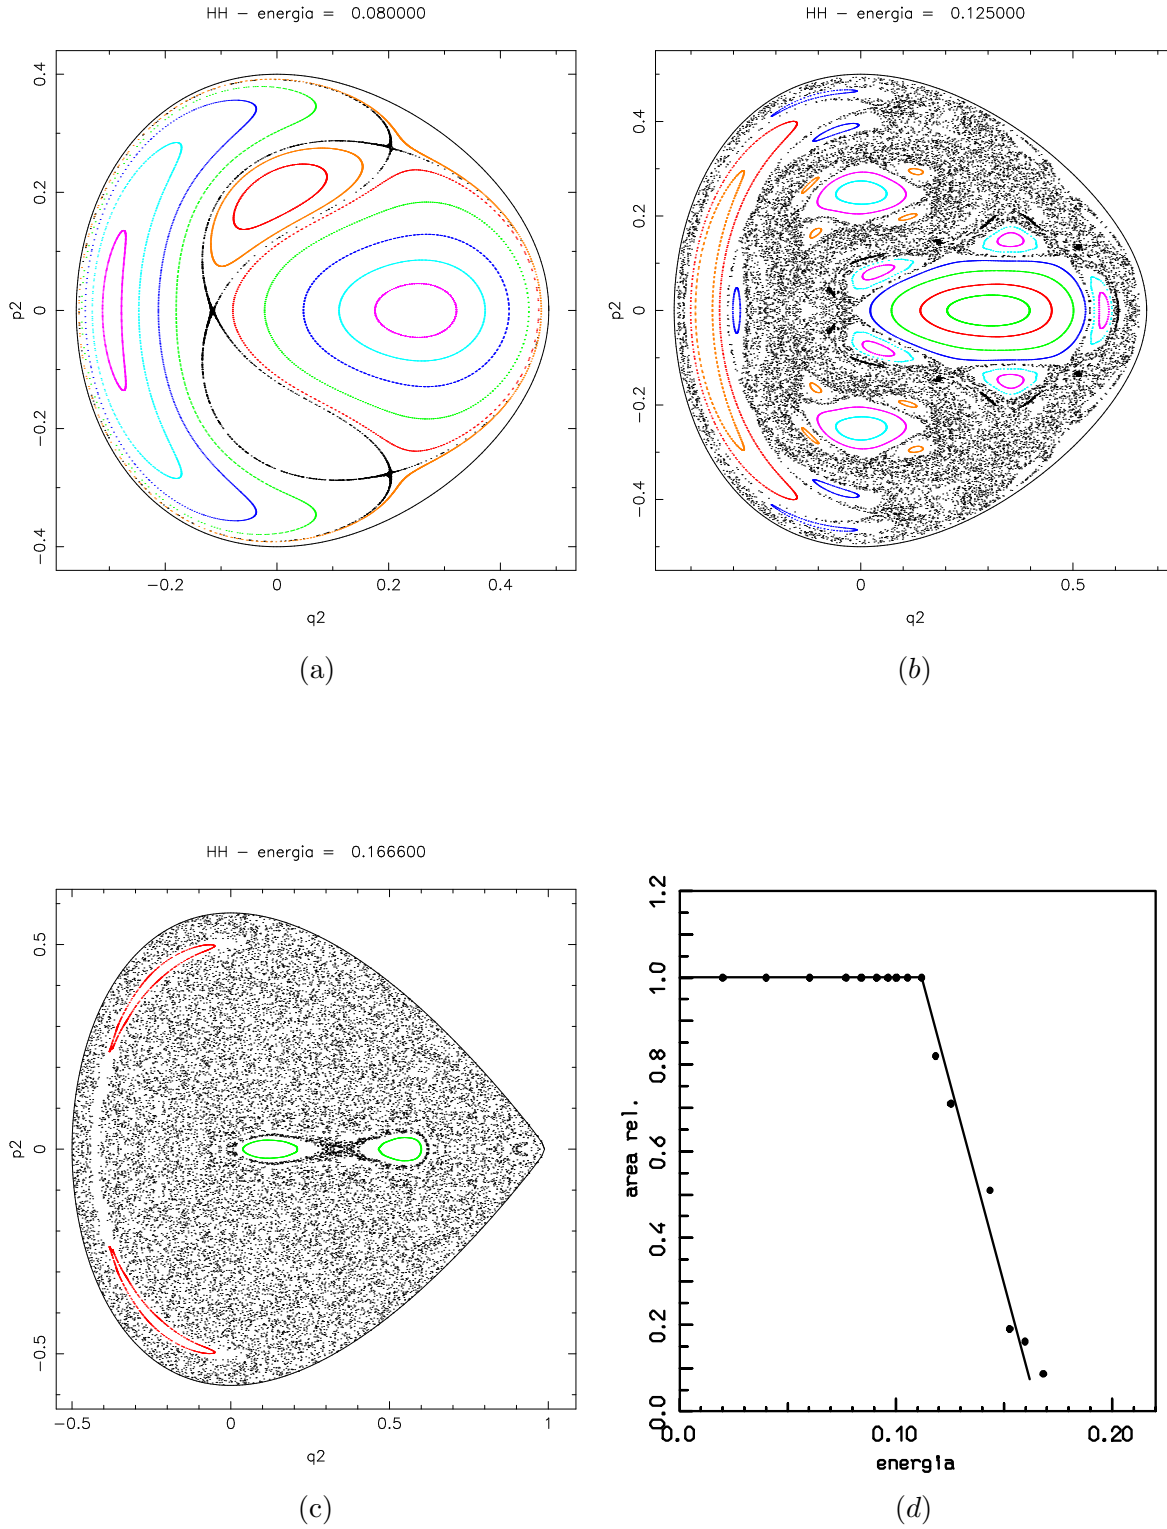 HH − energia = 0.080000
HH − energia = 0.125000
p2
0.4
0.2
0
−0.2
−0.4
−0.2
0
0.2
0.4
q2
p2
0.4
0.2
0
−0.2
−0.4
0
0.5
q2
(a)
(b)
HH − energia = 0.166600
p2
0.5
0
−0.5
−0.5
0
0.5
1
q2
area rel.
1.2
1.0
0.8
0.6
0.4
0.2
0.0
0.0
0.10
0.20
energia
(c)
(d)